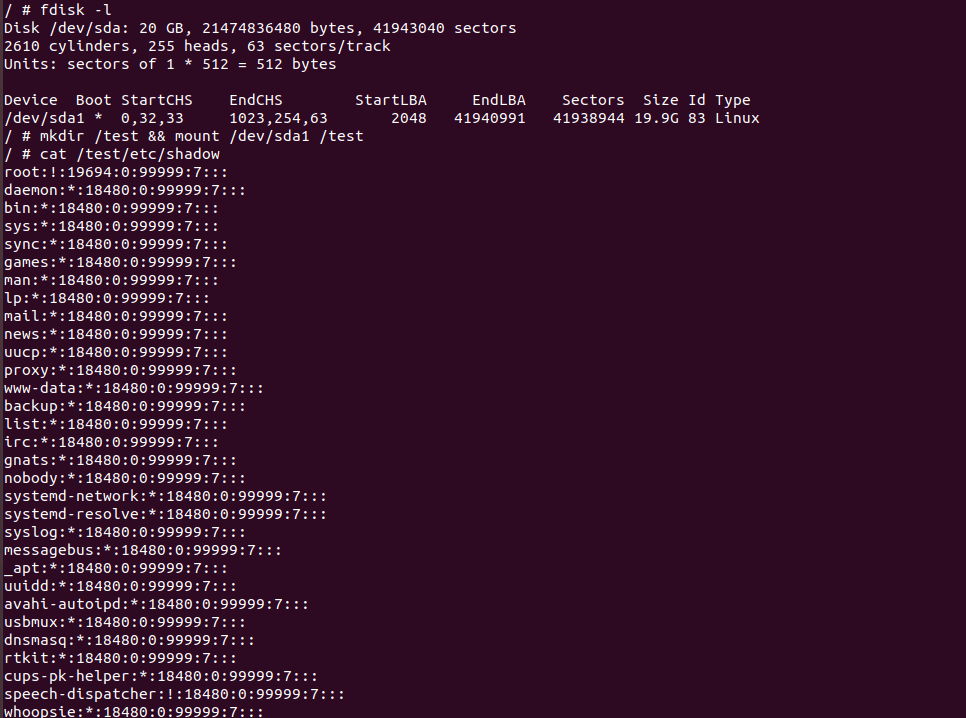 / # fdisk -l
Disk /dev/sda: 20 GB, 21474836480 bytes, 41943040 sectors
2610 cylinders, 255 heads, 63 sectors/track
Units: sectors of 1 * 512 = 512 bytes

Device  Boot StartCHS    EndCHS        StartLBA     EndLBA    Sectors  Size Id Type
/dev/sda1 *  0,32,33     1023,254,63       2048   41940991   41938944 19.9G 83 Linux
/ # mkdir /test && mount /dev/sda1 /test
/ # cat /test/etc/shadow
root:!:19694:0:99999:7:::
daemon:*:18480:0:99999:7:::
bin:*:18480:0:99999:7:::
sys:*:18480:0:99999:7:::
sync:*:18480:0:99999:7:::
games:*:18480:0:99999:7:::
man:*:18480:0:99999:7:::
lp:*:18480:0:99999:7:::
mail:*:18480:0:99999:7:::
news:*:18480:0:99999:7:::
uucp:*:18480:0:99999:7:::
proxy:*:18480:0:99999:7:::
www-data:*:18480:0:99999:7:::
backup:*:18480:0:99999:7:::
list:*:18480:0:99999:7:::
irc:*:18480:0:99999:7:::
gnats:*:18480:0:99999:7:::
nobody:*:18480:0:99999:7:::
systemd-network:*:18480:0:99999:7:::
systemd-resolve:*:18480:0:99999:7:::
syslog:*:18480:0:99999:7:::
messagebus:*:18480:0:99999:7:::
_apt:*:18480:0:99999:7:::
uuidd:*:18480:0:99999:7:::
avahi-autoipd:*:18480:0:99999:7:::
usbmux:*:18480:0:99999:7:::
dnsmasq:*:18480:0:99999:7:::
rtkit:*:18480:0:99999:7:::
cups-pk-helper:*:18480:0:99999:7:::
speech-dispatcher:!:18480:0:99999:7:::
whoopsie:*:18480:0:99999:7:::